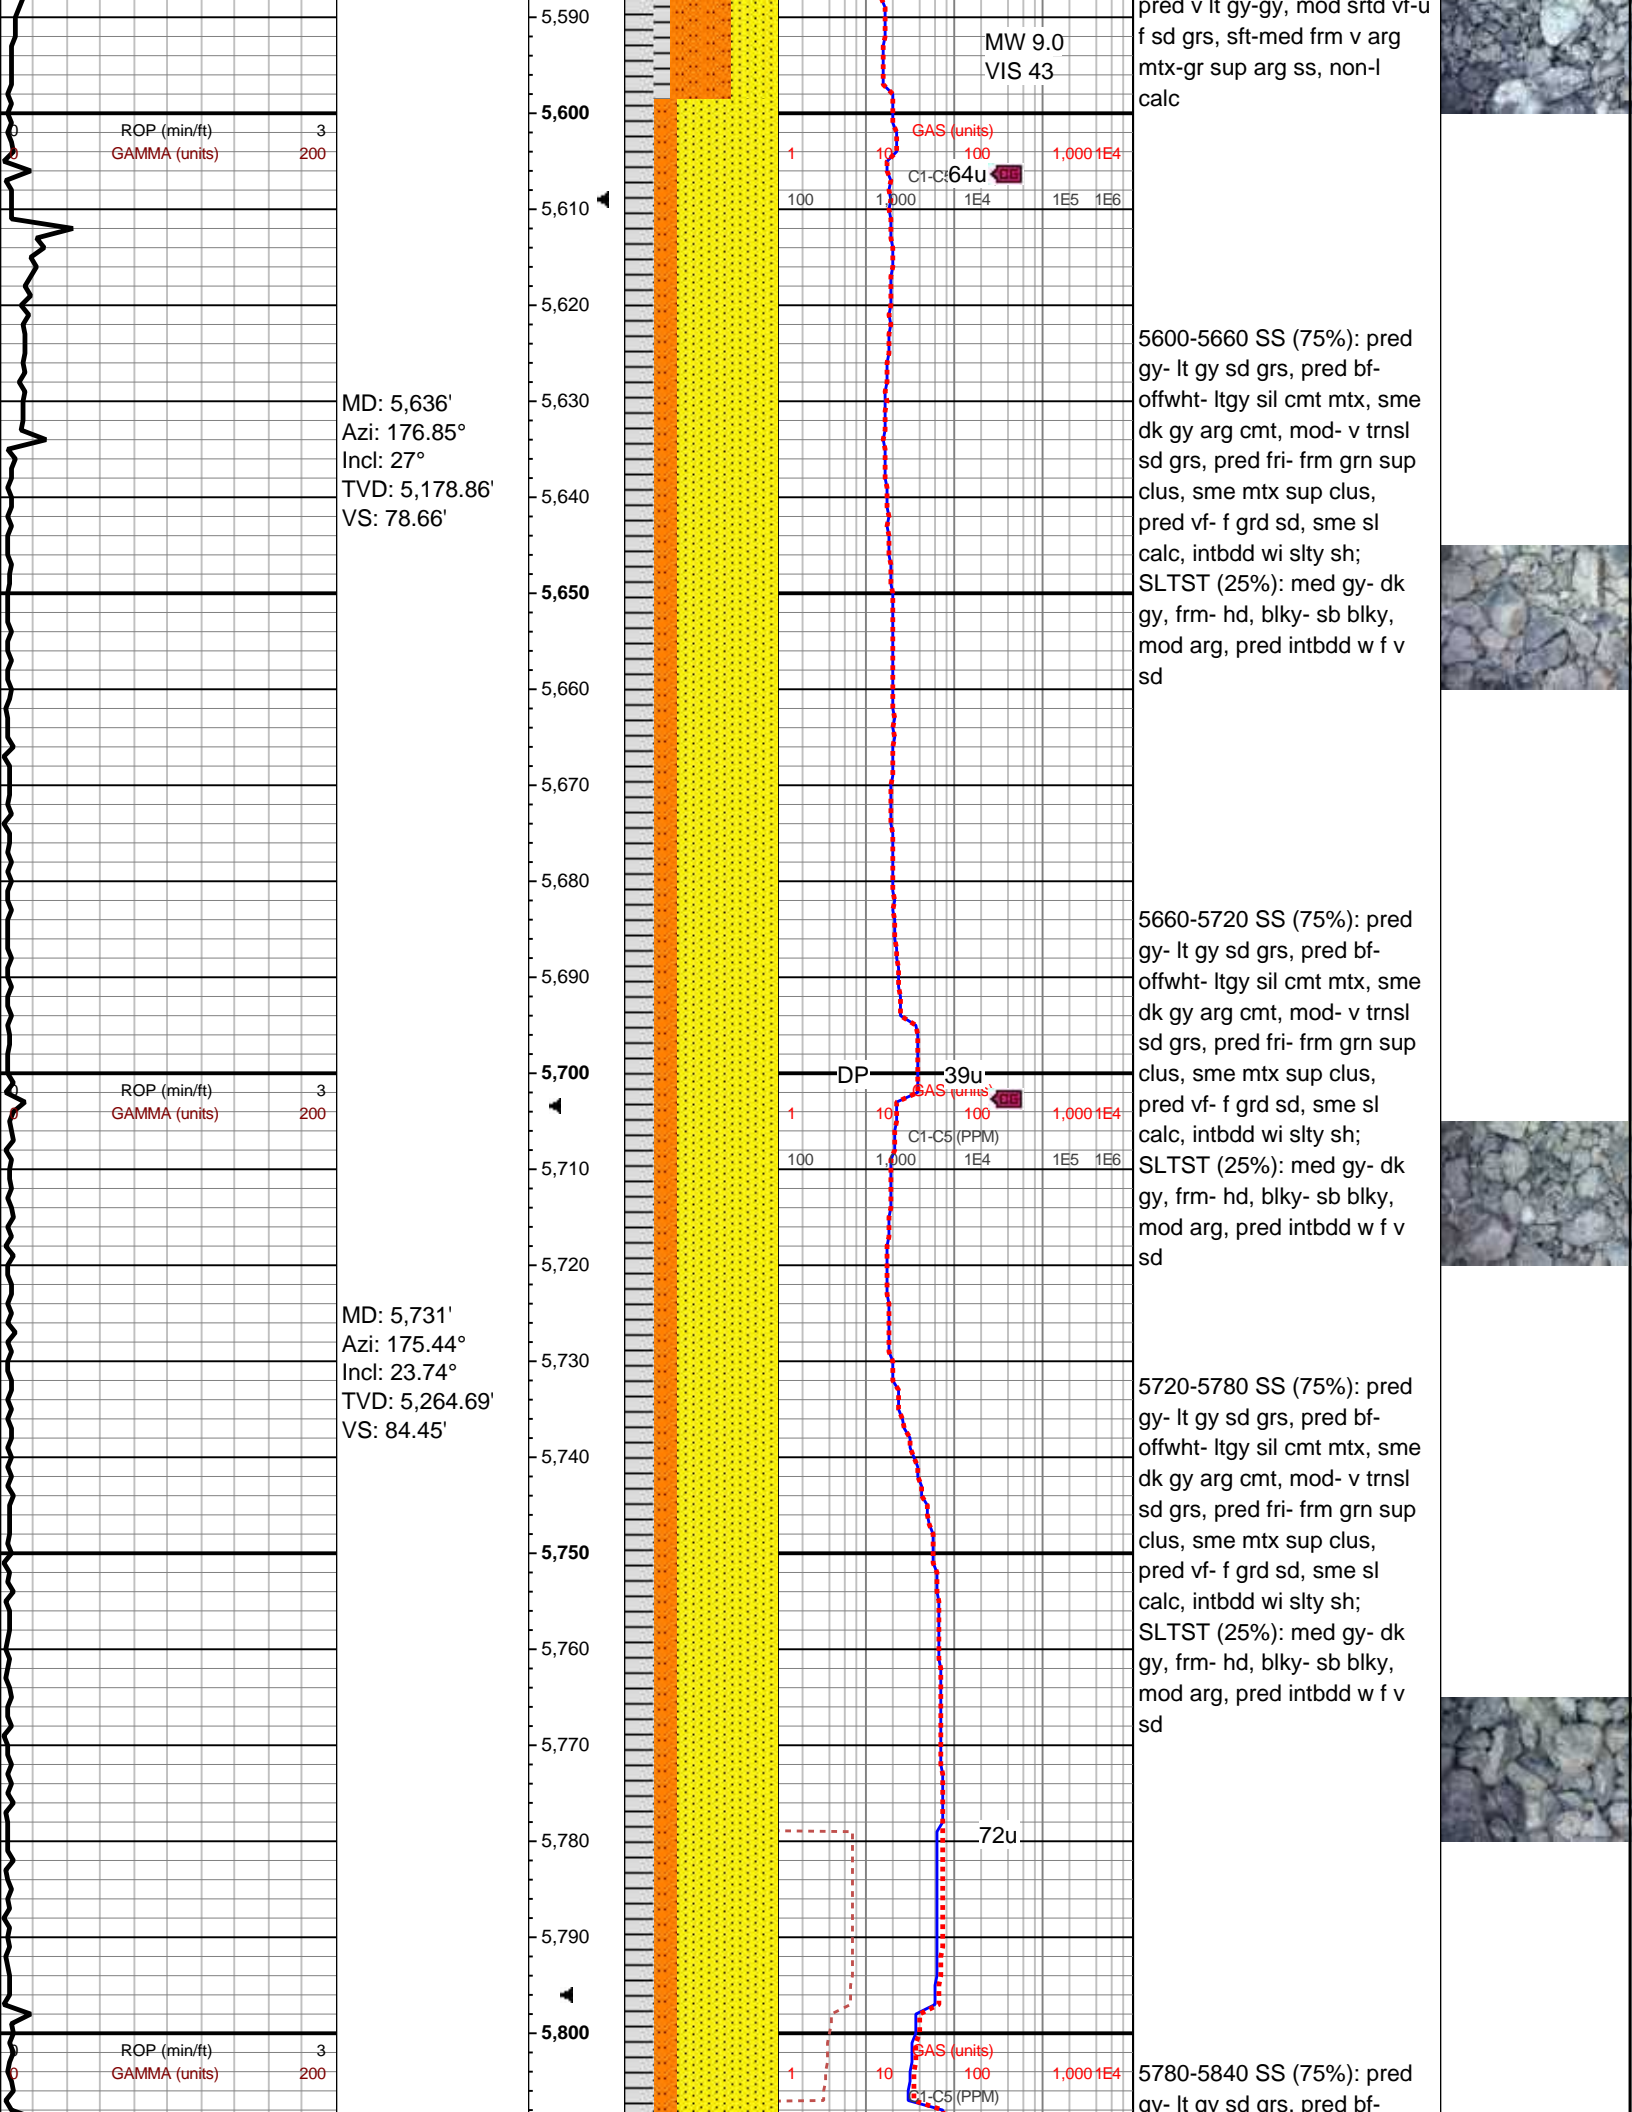 5,590
MW 9.0
VIS 43
pred v lt gy-gy, mod srtd vf-u
f sd grs, sft-med frm v arg
mtx-gr sup arg ss, non-l
calc
5,600
0 ROP (min/ft) 3
0 GAMMA (units) 200
GAS (units)
1 10 100 1,000 1E4
C1-C5 64u CG
100 1,000 1E4 1E5 1E6
5,610
5,620
5600-5660 SS (75%): pred
gy- lt gy sd grs, pred bf-
offwht- ltgy sil cmt mtx, sme
dk gy arg cmt, mod- v trnsl
sd grs, pred fri- frm grn sup
clus, sme mtx sup clus,
pred vf- f grd sd, sme sl
calc, intbdd wi slty sh;
SLTST (25%): med gy- dk
gy, frm- hd, blky- sb blky,
mod arg, pred intbdd w f v
sd
5,630
MD: 5,636'
Azi: 176.85°
Incl: 27°
TVD: 5,178.86'
VS: 78.66'
5,640
5,650
5,660
5,670
5,680
5,690
5660-5720 SS (75%): pred
gy- lt gy sd grs, pred bf-
offwht- ltgy sil cmt mtx, sme
dk gy arg cmt, mod- v trnsl
sd grs, pred fri- frm grn sup
clus, sme mtx sup clus,
pred vf- f grd sd, sme sl
calc, intbdd wi slty sh;
SLTST (25%): med gy- dk
gy, frm- hd, blky- sb blky,
mod arg, pred intbdd w f v
sd
5,700
DP 39u
0 ROP (min/ft) 3
0 GAMMA (units) 200
GAS (units)
CG
1 10 100 1,000 1E4
C1-C5 (PPM)
100 1,000 1E4 1E5 1E6
5,710
5,720
MD: 5,731'
Azi: 175.44°
Incl: 23.74°
TVD: 5,264.69'
VS: 84.45'
5,730
5,740
5,750
5,760
5,770
5720-5780 SS (75%): pred
gy- lt gy sd grs, pred bf-
offwht- ltgy sil cmt mtx, sme
dk gy arg cmt, mod- v trnsl
sd grs, pred fri- frm grn sup
clus, sme mtx sup clus,
pred vf- f grd sd, sme sl
calc, intbdd wi slty sh;
SLTST (25%): med gy- dk
gy, frm- hd, blky- sb blky,
mod arg, pred intbdd w f v
sd
5,780
72u
5,790
5,800
0 ROP (min/ft) 3
0 GAMMA (units) 200
GAS (units)
1 10 100 1,000 1E4
C1-C5 (PPM)
5780-5840 SS (75%): pred
gy- lt gy sd grs, pred bf-